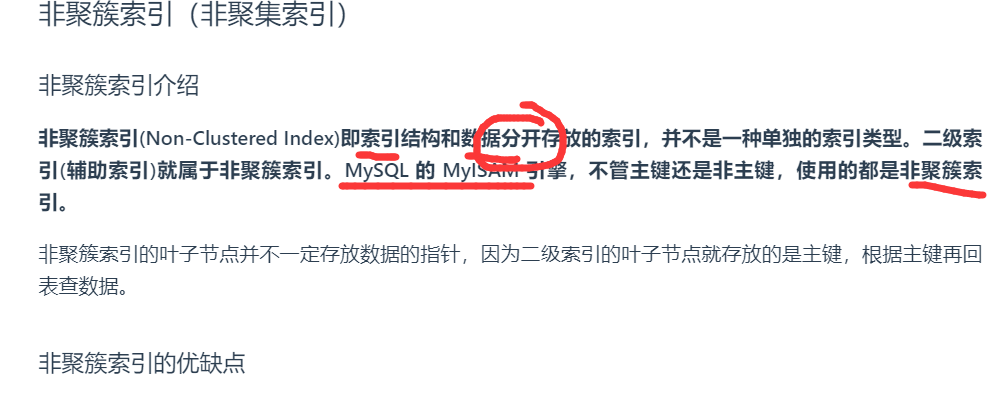 非聚簇索引（非聚集索引）
非聚簇索引介绍
非聚簇索引(Non-Clustered Index)即索引结构和数据分开存放的索引，并不是一种单独的索引类型。二级索
引(辅助索引)就属于非聚簇索引。MySQL 的 MyISAM 引擎，不管主键还是非主键，使用的都是非聚簇索
引。
非聚簇索引的叶子节点并不一定存放数据的指针，因为二级索引的叶子节点就存放的是主键，根据主键再回
表查数据。
非聚簇索引的优缺点